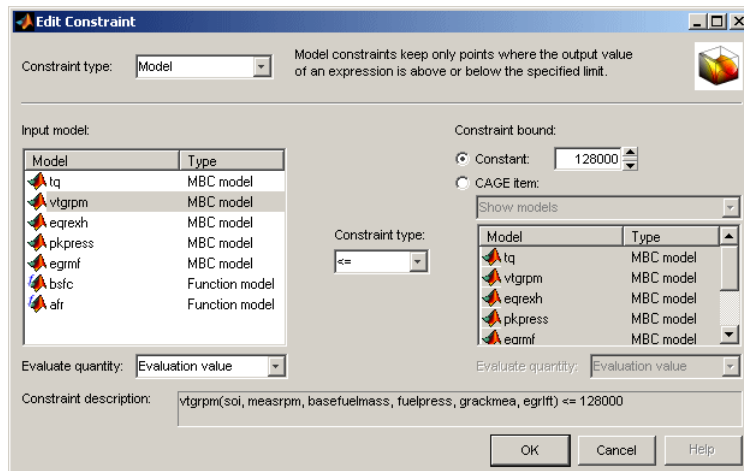 Edit Constraint
Constraint type: Model
Model constraints keep only points where the output value
of an expression is above or below the specified limit.
Input model:
Model Type
tq MBC model
vtgrpm MBC model
eqrexh MBC model
pkpress MBC model
egrmf MBC model
bsfc Function model
afr Function model
Evaluate quantity: Evaluation value
Constraint type:
<=
Constraint bound:
Constant: 128000
CAGE item:
Show models
Model Type
tq MBC model
vtgrpm MBC model
eqrexh MBC model
pkpress MBC model
egrmf MBC model
Evaluate quantity: Evaluation value
Constraint description: vtgrpm(soi, measrpm, basefuelmass, fuelpress, grackmea, egrlft) <= 128000
OK Cancel Help